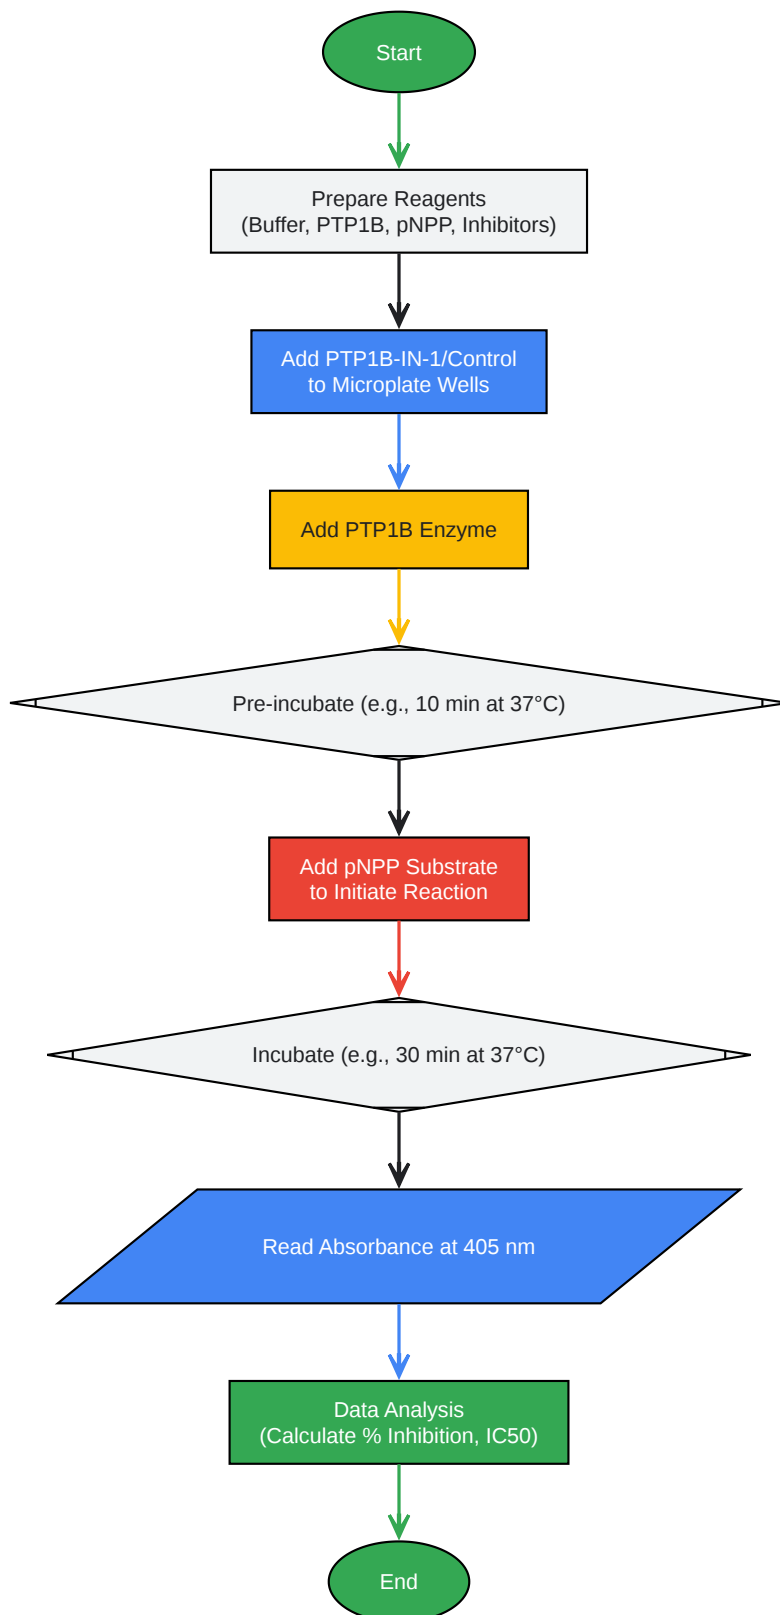 Start
Prepare Reagents
(Buffer, PTP1B, pNPP, Inhibitors)
Add PTP1B-IN-1/Control
to Microplate Wells
Add PTP1B Enzyme
Pre-incubate (e.g., 10 min at 37°C)
Add pNPP Substrate
to Initiate Reaction
Incubate (e.g., 30 min at 37°C)
Read Absorbance at 405 nm
Data Analysis
(Calculate % Inhibition, IC50)
End